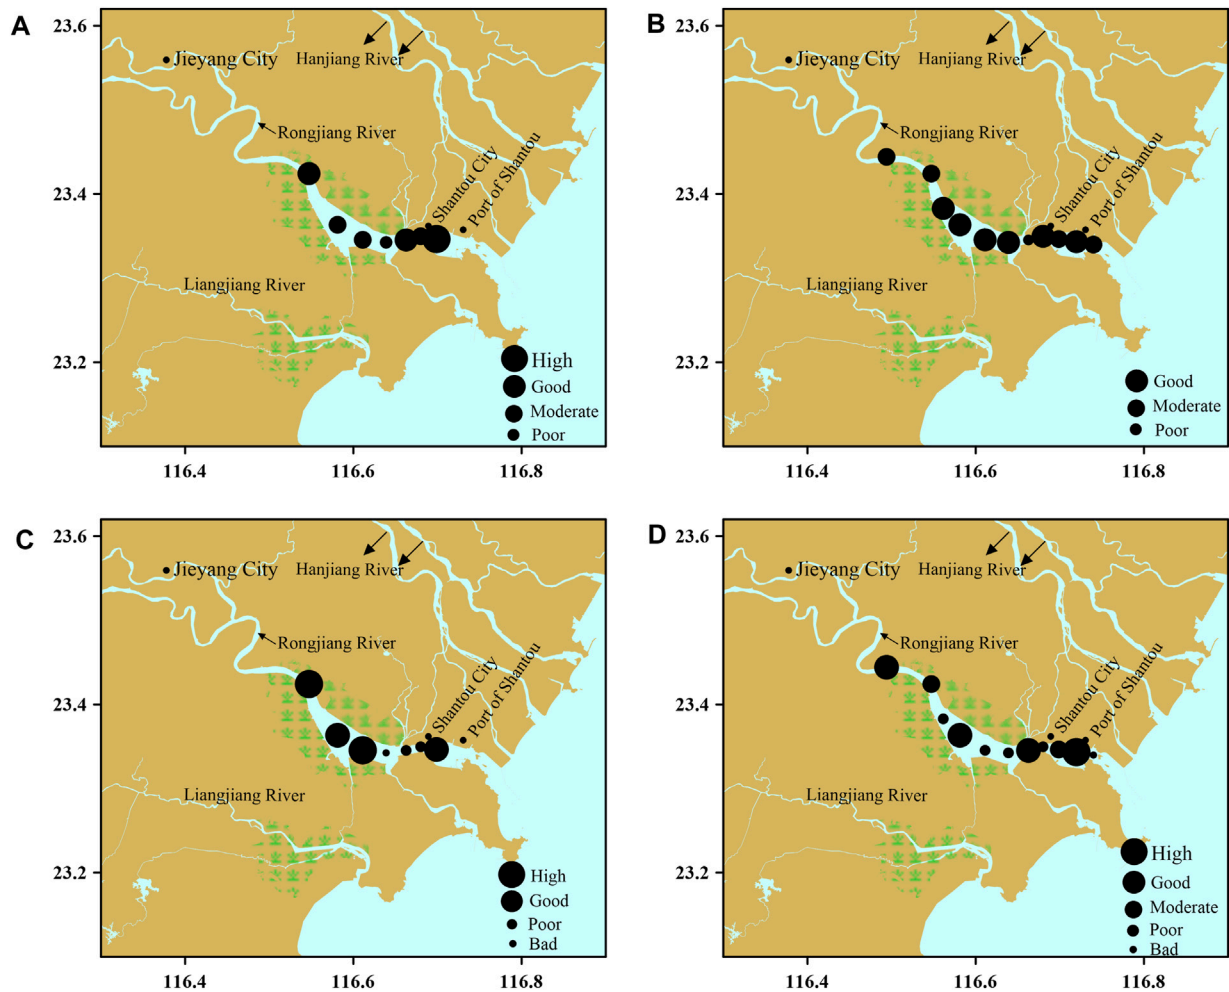 A
23.6
Jieyang City
Hanjiang River
Rongjiang River
Shantou City
Port of Shantou
23.4
Liangjiang River
23.2
High
Good
Moderate
Poor
116.4
116.6
116.8
B
23.6
Jieyang City
Hanjiang River
Rongjiang River
Shantou City
Port of Shantou
23.4
Liangjiang River
23.2
Good
Moderate
Poor
116.4
116.6
116.8
C
23.6
Jieyang City
Hanjiang River
Rongjiang River
Shantou City
Port of Shantou
23.4
Liangjiang River
23.2
High
Good
Poor
Bad
116.4
116.6
116.8
D
23.6
Jieyang City
Hanjiang River
Rongjiang River
Shantou City
Port of Shantou
23.4
Liangjiang River
23.2
High
Good
Moderate
Poor
Bad
116.4
116.6
116.8